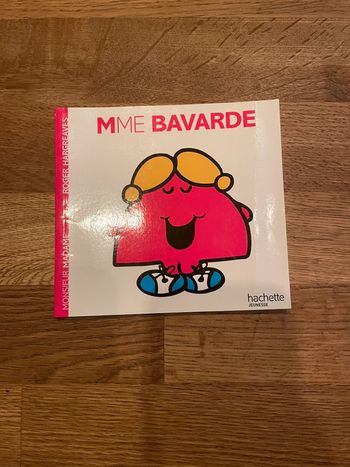 MME BAVARDE
MONSIEUR MADAME
ROGER HARGREAVES
hachette
JEUNESSE